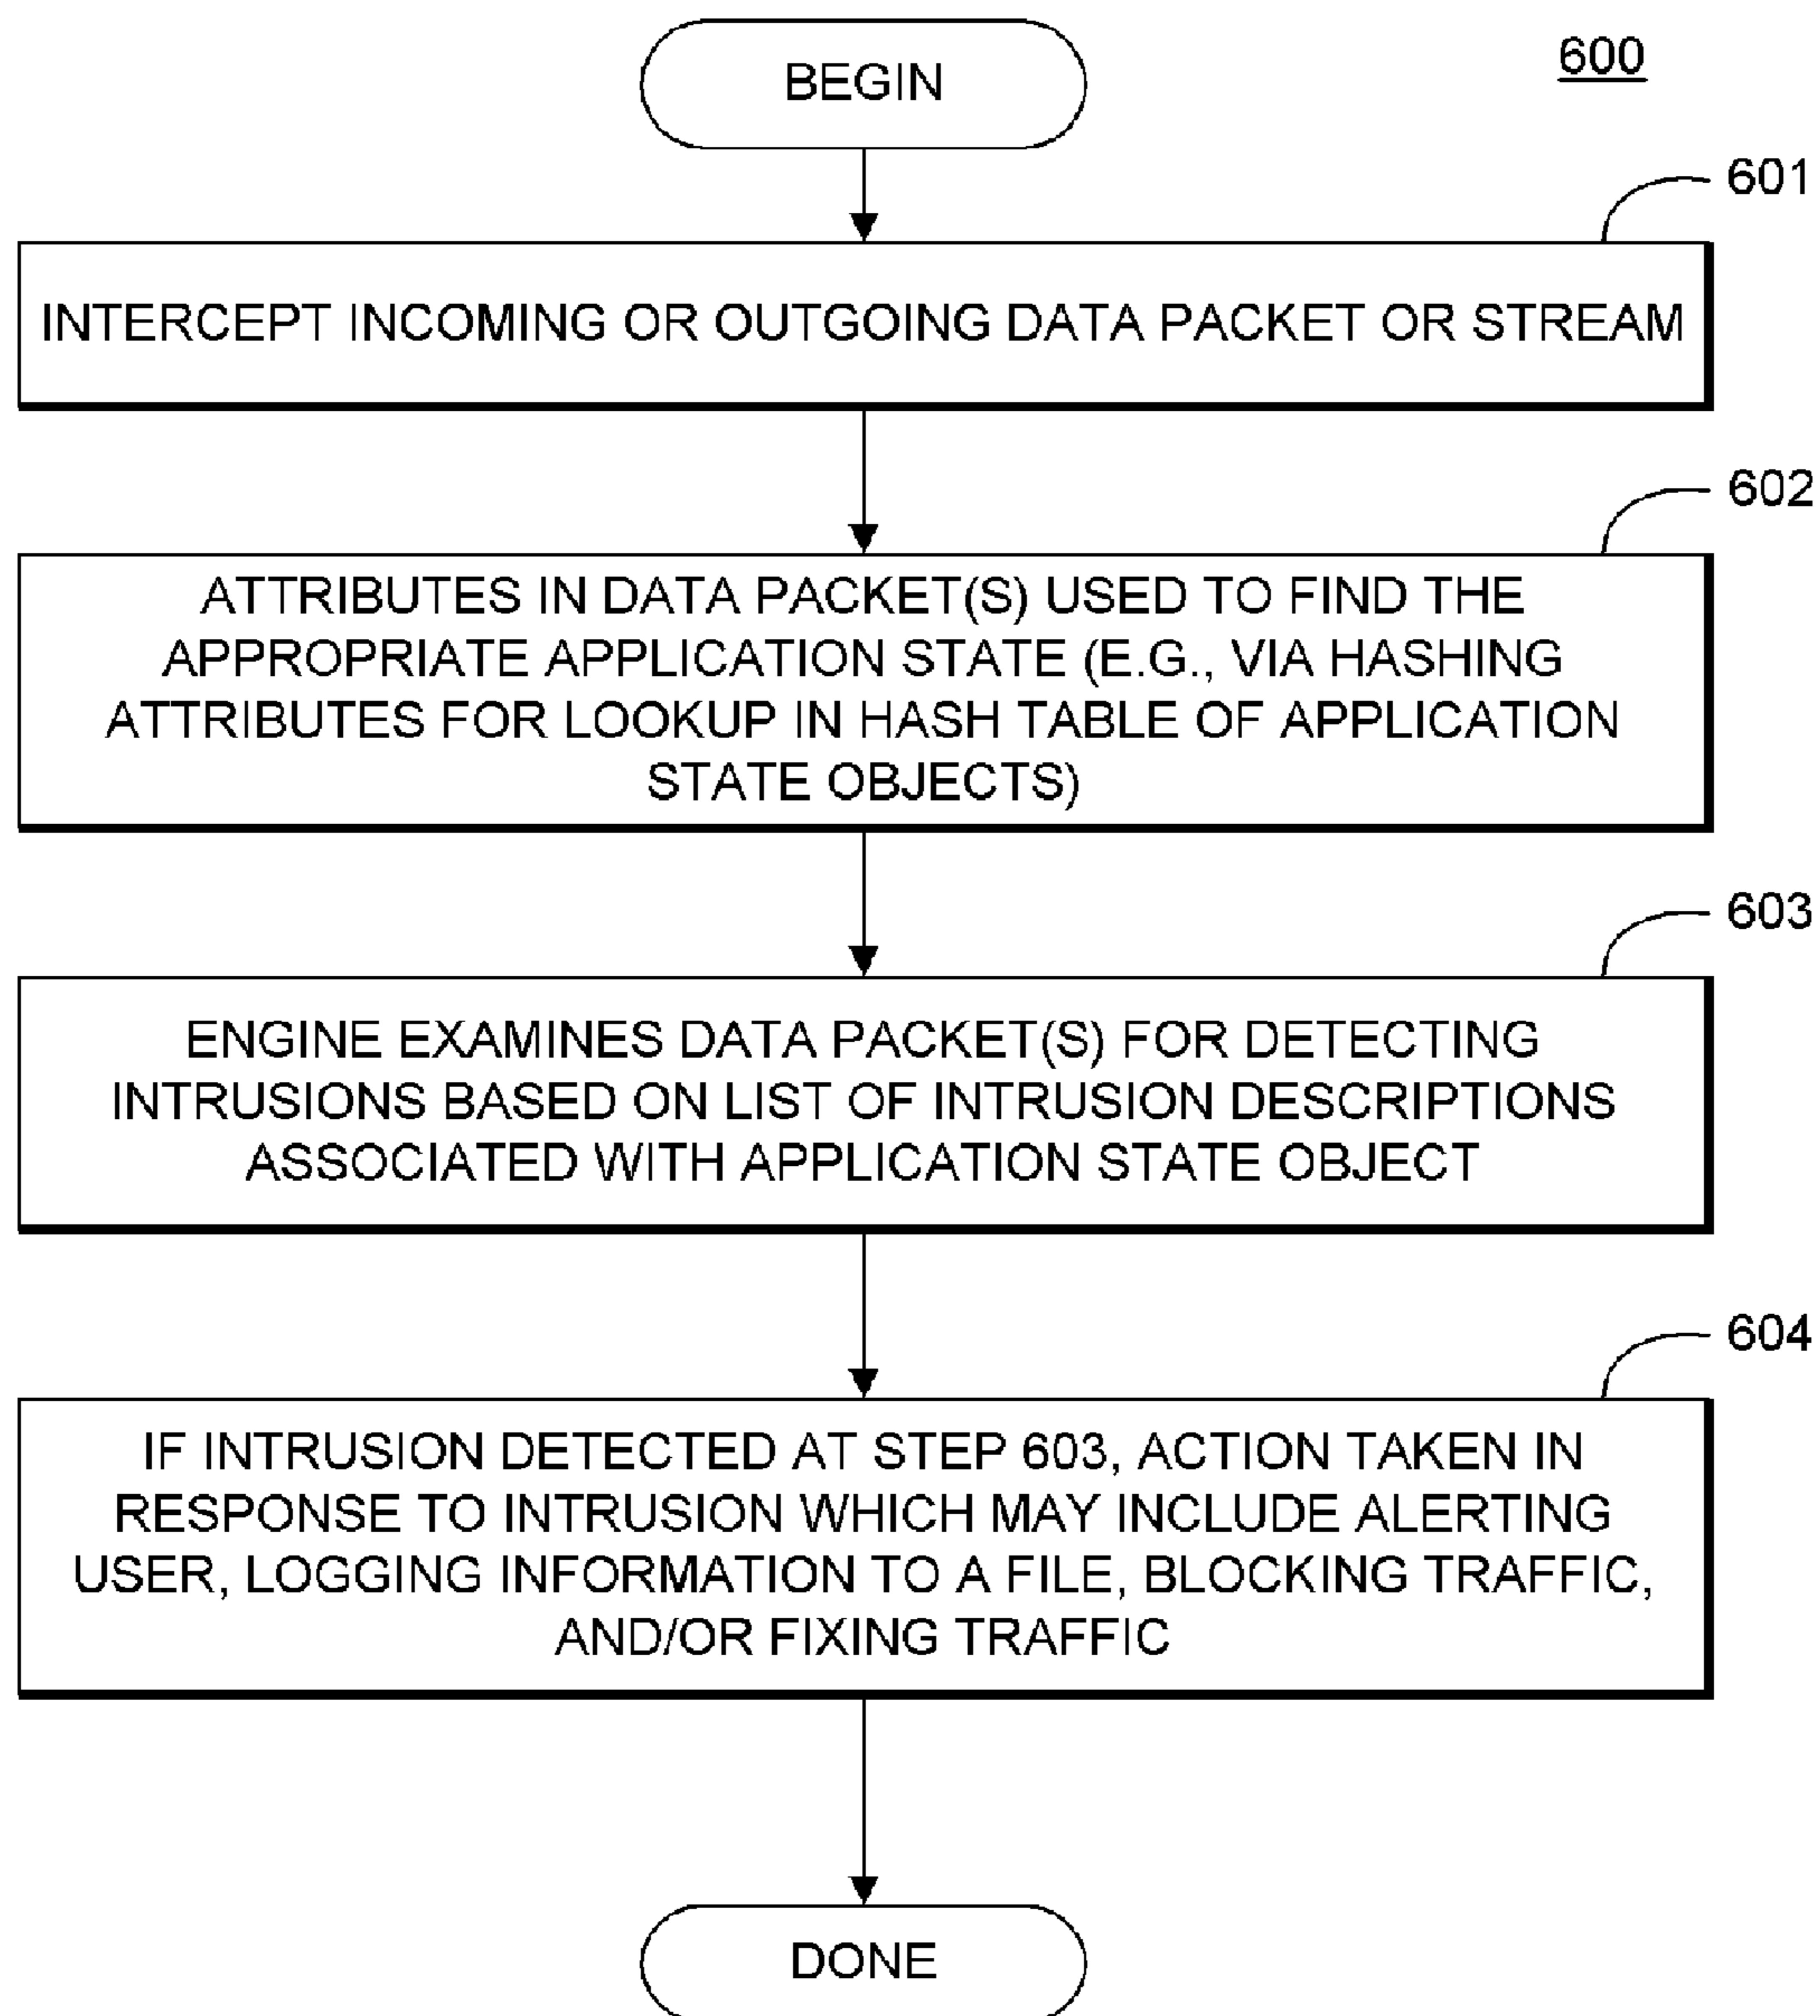 BEGIN
600
601
INTERCEPT INCOMING OR OUTGOING DATA PACKET OR STREAM
602
ATTRIBUTES IN DATA PACKET(S) USED TO FIND THE
APPROPRIATE APPLICATION STATE (E.G., VIA HASHING
ATTRIBUTES FOR LOOKUP IN HASH TABLE OF APPLICATION
STATE OBJECTS)
603
ENGINE EXAMINES DATA PACKET(S) FOR DETECTING
INTRUSIONS BASED ON LIST OF INTRUSION DESCRIPTIONS
ASSOCIATED WITH APPLICATION STATE OBJECT
604
IF INTRUSION DETECTED AT STEP 603, ACTION TAKEN IN
RESPONSE TO INTRUSION WHICH MAY INCLUDE ALERTING
USER, LOGGING INFORMATION TO A FILE, BLOCKING TRAFFIC,
AND/OR FIXING TRAFFIC
DONE